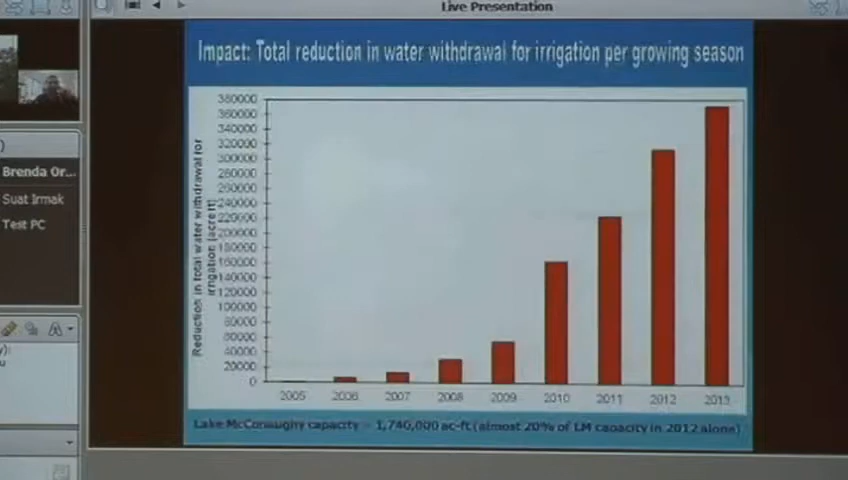 Live Presentation
Impact: Total reduction in water withdrawal for irrigation per growing season
)
Brenda Or...
Suat Irmak
Test PC
A
y):
u
Reduction in total water withdrawal for
irrigation (acre ft)
380000
360000
340000
320000
300000
280000
260000
240000
220000
200000
180000
160000
140000
120000
100000
80000
60000
40000
20000
0
2005 2006 2007 2008 2009 2010 2011 2012 2013
Lake McConaughy capacity = 1,740,000 ac-ft (almost 20% of LM capacity in 2012 alone)